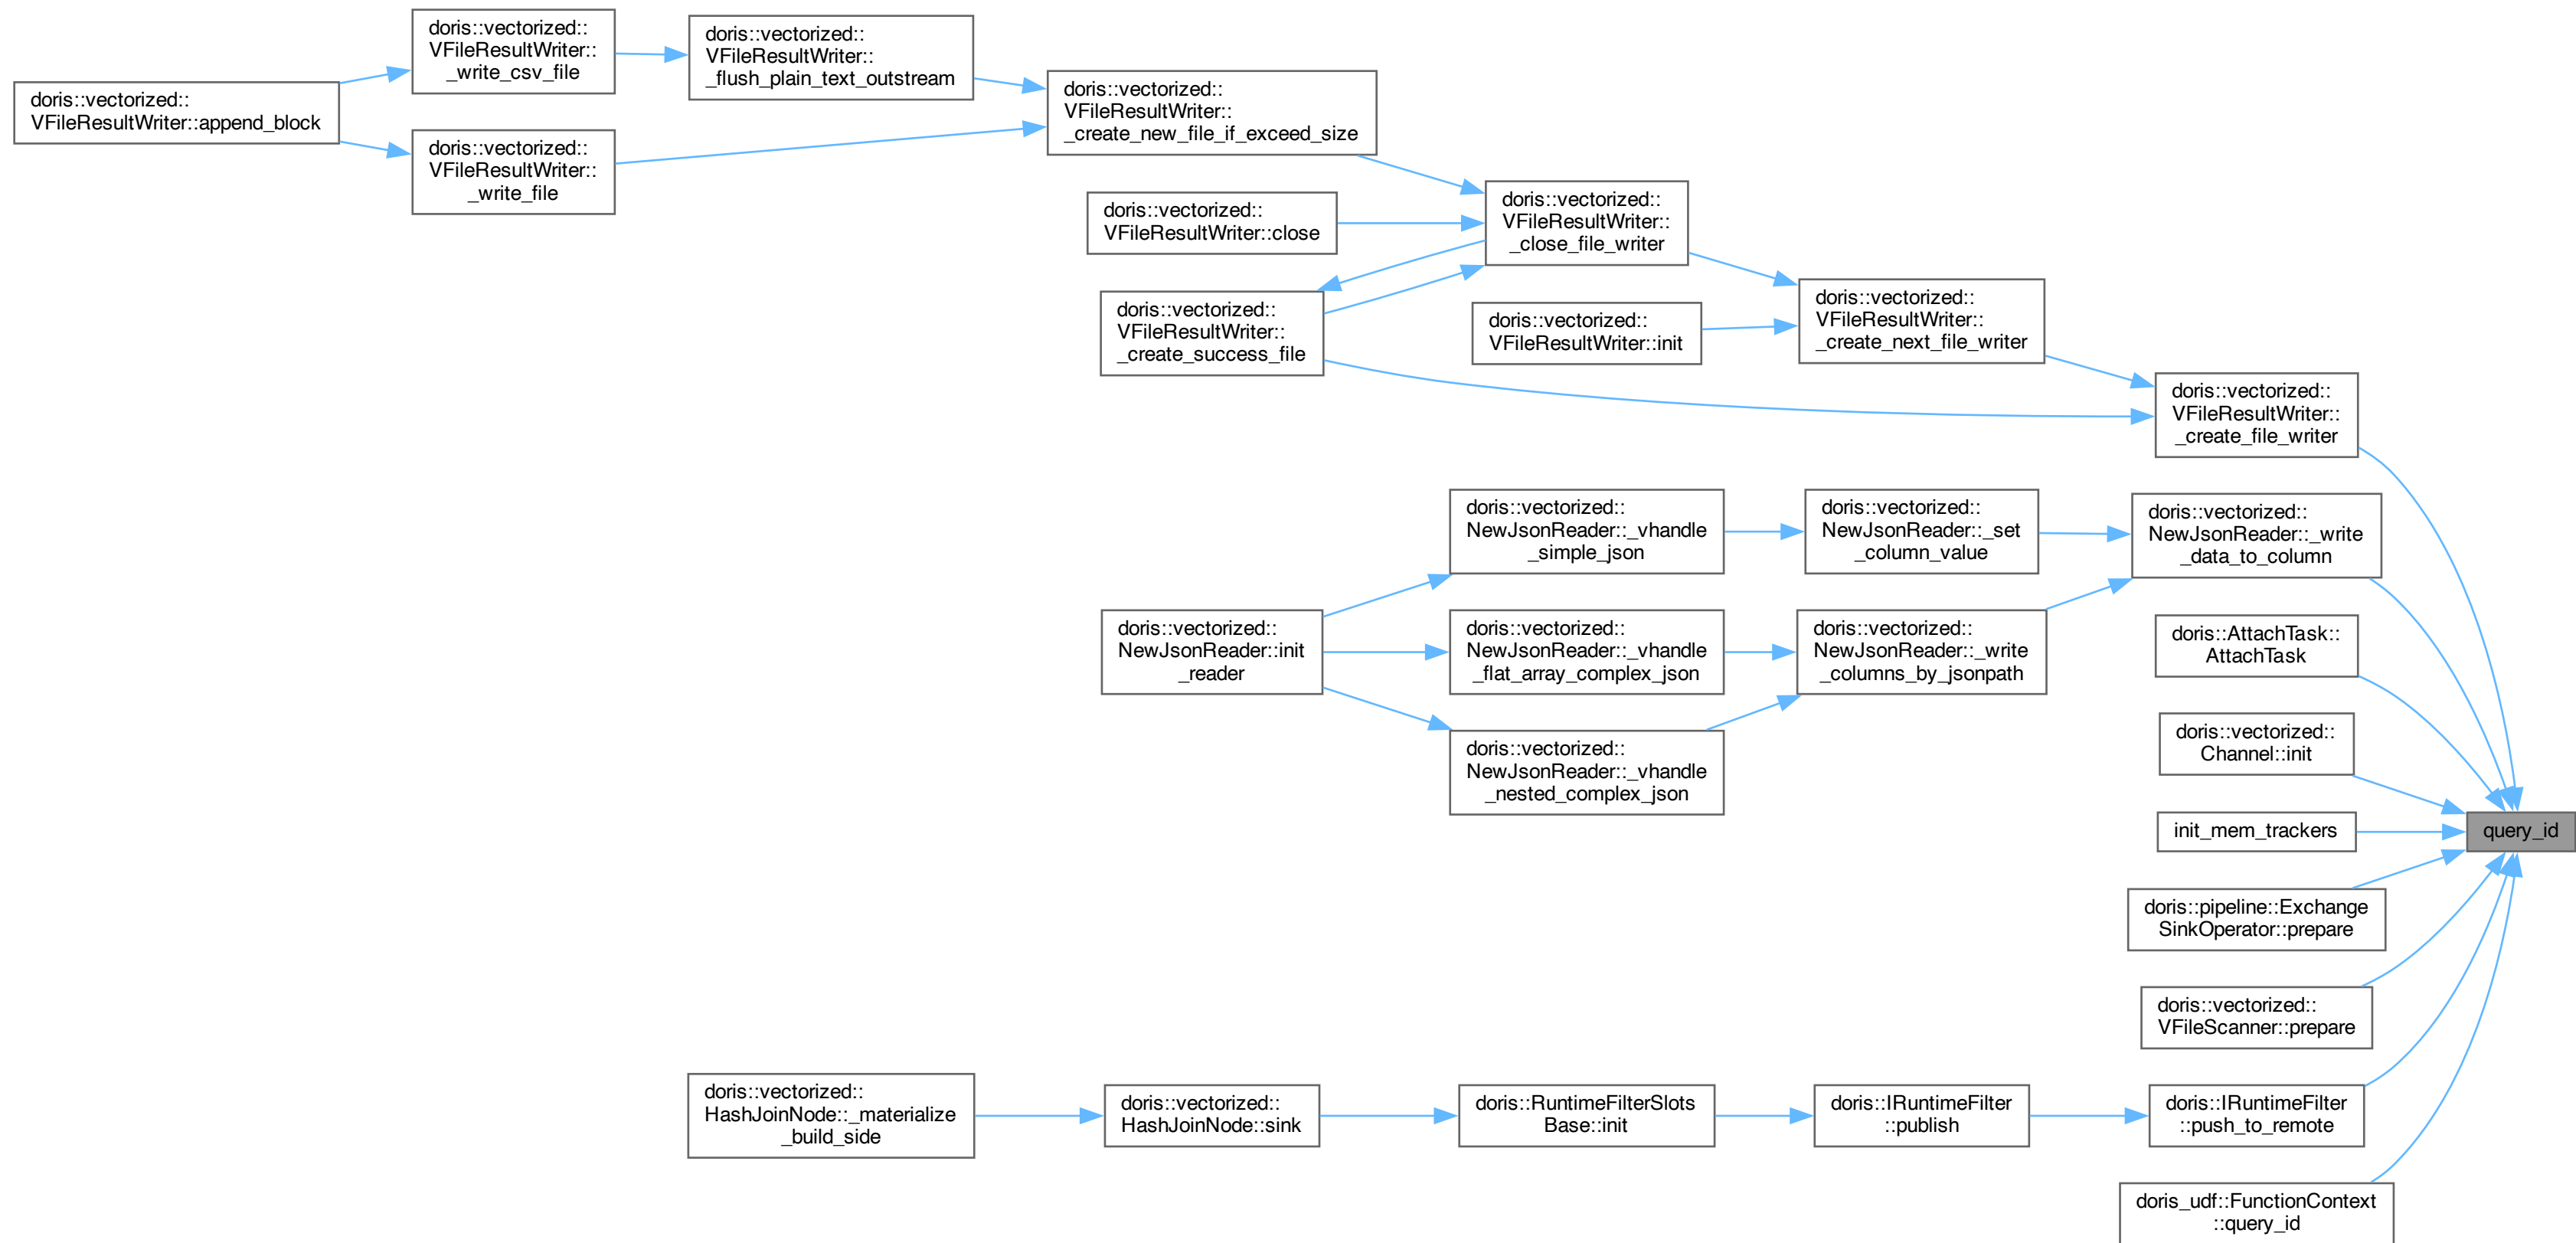 doris::vectorized::
VFileResultWriter::append_block
doris::vectorized::
VFileResultWriter::
_write_csv_file
doris::vectorized::
VFileResultWriter::
_write_file
doris::vectorized::
VFileResultWriter::
_flush_plain_text_outstream
doris::vectorized::
VFileResultWriter::
_create_new_file_if_exceed_size
doris::vectorized::
VFileResultWriter::close
doris::vectorized::
VFileResultWriter::
_create_success_file
doris::vectorized::
VFileResultWriter::
_close_file_writer
doris::vectorized::
VFileResultWriter::init
doris::vectorized::
VFileResultWriter::
_create_next_file_writer
doris::vectorized::
VFileResultWriter::
_create_file_writer
doris::vectorized::
NewJsonReader::init
_reader
doris::vectorized::
NewJsonReader::_vhandle
_simple_json
doris::vectorized::
NewJsonReader::_vhandle
_flat_array_complex_json
doris::vectorized::
NewJsonReader::_vhandle
_nested_complex_json
doris::vectorized::
NewJsonReader::_set
_column_value
doris::vectorized::
NewJsonReader::_write
_columns_by_jsonpath
doris::vectorized::
NewJsonReader::_write
_data_to_column
doris::AttachTask::
AttachTask
doris::vectorized::
Channel::init
init_mem_trackers
query_id
doris::pipeline::Exchange
SinkOperator::prepare
doris::vectorized::
VFileScanner::prepare
doris::vectorized::
HashJoinNode::_materialize
_build_side
doris::vectorized::
HashJoinNode::sink
doris::RuntimeFilterSlots
Base::init
doris::IRuntimeFilter
::publish
doris::IRuntimeFilter
::push_to_remote
doris_udf::FunctionContext
::query_id